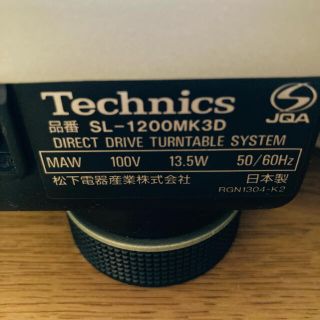 Technics
JQA
品番 SL-1200MK3D
DIRECT DRIVE TURNTABLE SYSTEM
MAW 100V 13.5W 50/60Hz
松下電器産業株式会社 日本製
RGN1304-K2